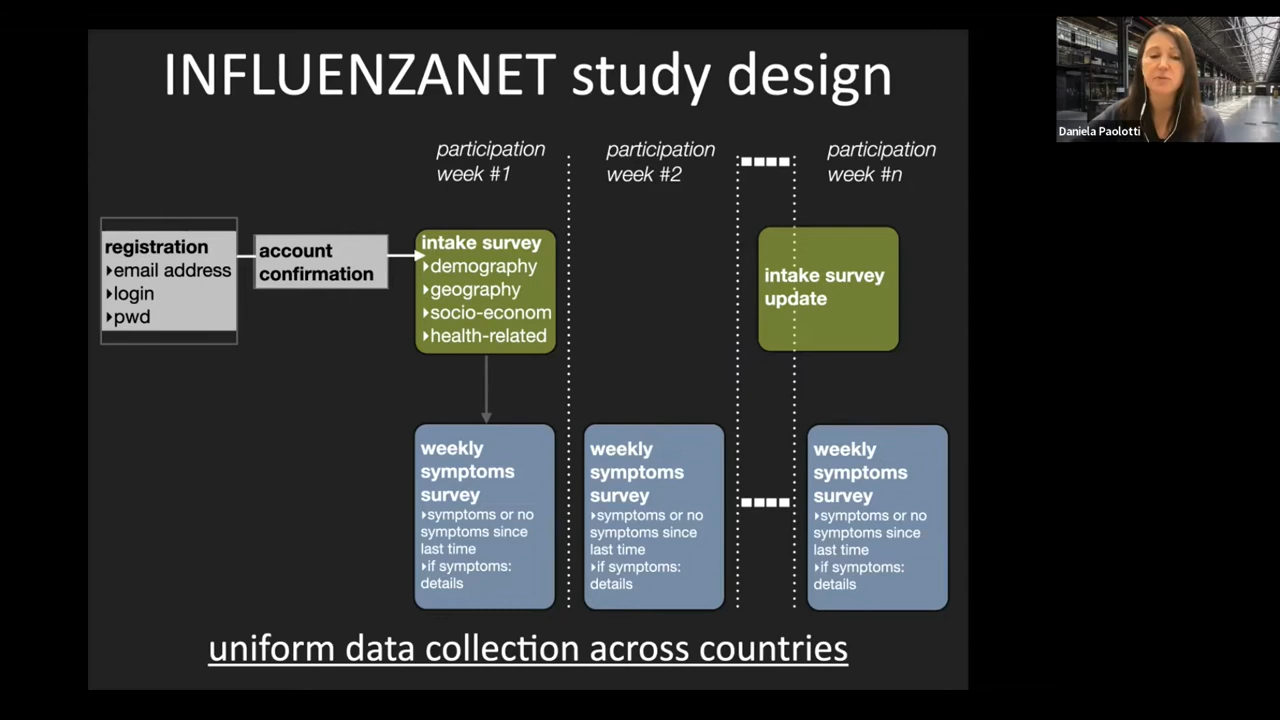 INFLUENZANET study design
Daniela Paolotti
participation
week #1
participation
week #2
participation
week #n
registration
‣email address
‣login
‣pwd
account
confirmation
intake survey
‣demography
‣geography
‣socio-econom
‣health-related
intake survey
update
weekly
symptoms
survey
‣symptoms or no
symptoms since
last time
‣if symptoms:
details
weekly
symptoms
survey
‣symptoms or no
symptoms since
last time
‣if symptoms:
details
weekly
symptoms
survey
‣symptoms or no
symptoms since
last time
‣if symptoms:
details
uniform data collection across countries